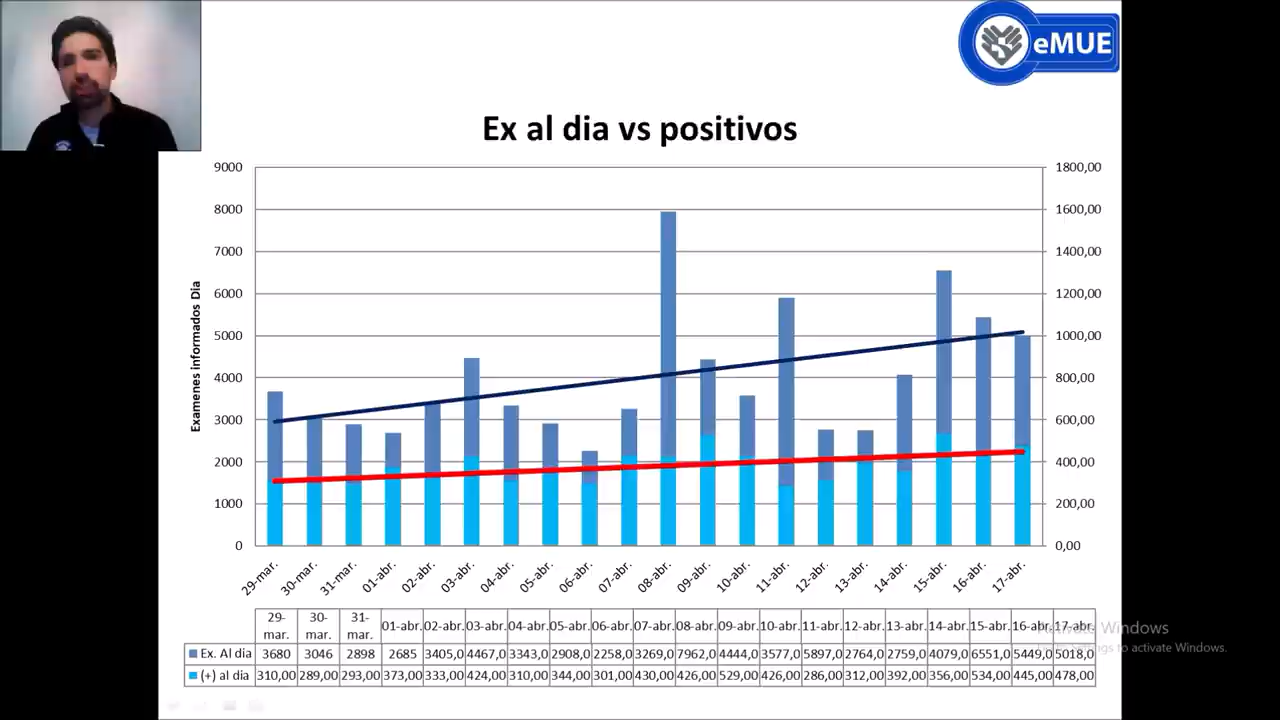 eMUE
Ex al dia vs positivos
9000 1800,00
8000 1600,00
7000 1400,00
6000 1200,00
5000 1000,00
4000 800,00
3000 600,00
2000 400,00
1000 200,00
0 0,00
Examenes informados Dia
29-mar. 30-mar. 31-mar. 01-abr. 02-abr. 03-abr. 04-abr. 05-abr. 06-abr. 07-abr. 08-abr. 09-abr. 10-abr. 11-abr. 12-abr. 13-abr. 14-abr. 15-abr. 16-abr. 17-abr.
29-mar. 30-mar. 31-mar. 01-abr. 02-abr. 03-abr. 04-abr. 05-abr. 06-abr. 07-abr. 08-abr. 09-abr. 10-abr. 11-abr. 12-abr. 13-abr. 14-abr. 15-abr. 16-abr. 17-abr.
Ex. Al dia 3680 3046 2898 2685 3405,0 4467,0 3343,0 2908,0 2258,0 3269,0 7962,0 4444,0 3577,0 5897,0 2764,0 2759,0 4079,0 6551,0 5449,0 5018,0
(+) al dia 310,00 289,00 293,00 373,00 333,00 424,00 310,00 344,00 301,00 430,00 426,00 529,00 426,00 286,00 312,00 392,00 356,00 534,00 445,00 478,00
Activate Windows
Settings to activate Windows.